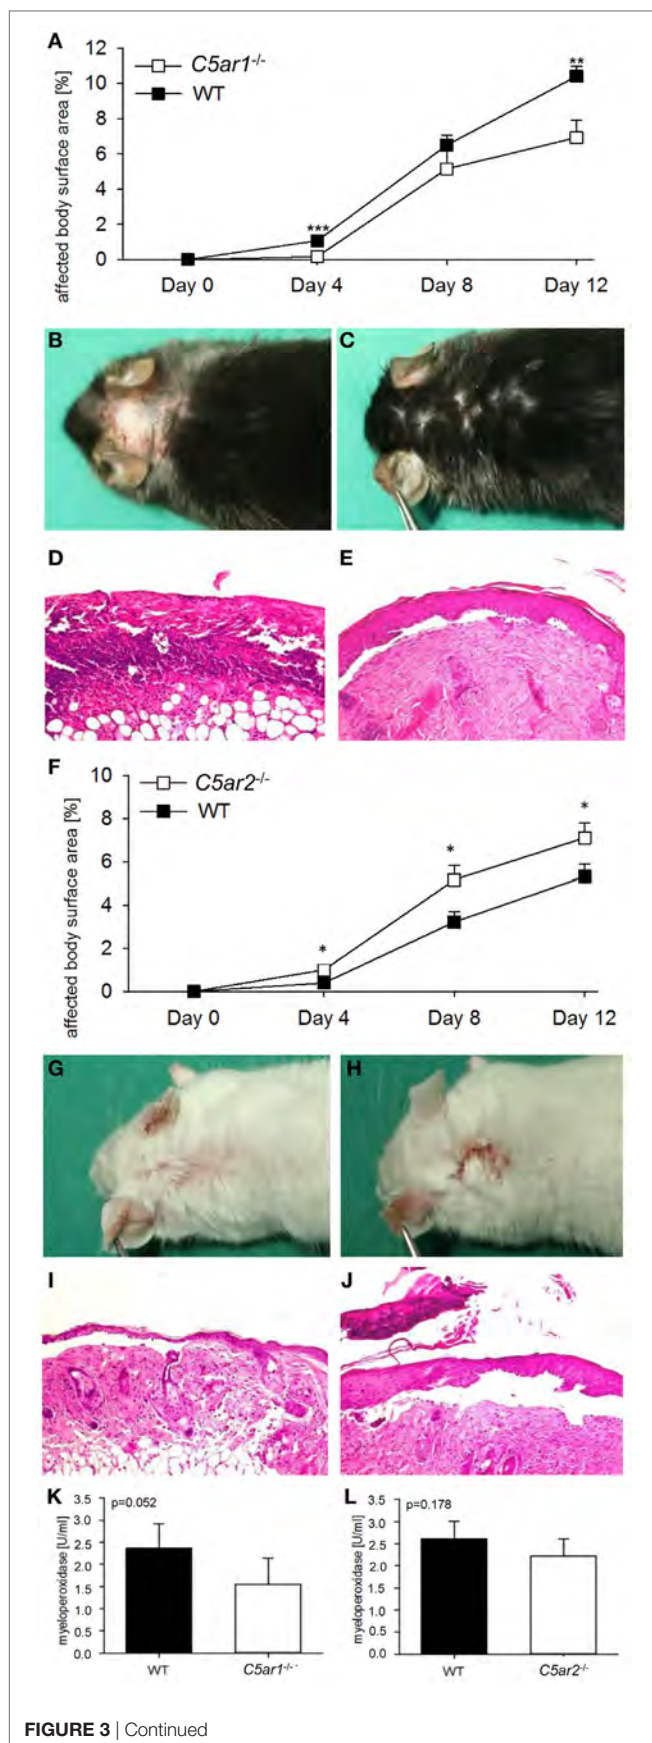 A
affected body surface area [%]
12
10
8
6
4
2
0
C5ar1-/-
WT
***
**
Day 0 Day 4 Day 8 Day 12
B C
D E
F
affected body surface area [%]
10
8
6
4
2
0
C5ar2-/-
WT
*
*
*
Day 0 Day 4 Day 8 Day 12
G H
I J
K
myeloperoxidase [U/ml]
3.5
3.0
2.5
2.0
1.5
1.0
0.0
p=0.052
WT C5ar1-/-
L
myeloperoxidase [U/ml]
3.5
3.0
2.5
2.0
1.5
1.0
0.0
p=0.178
WT C5ar2-/-
FIGURE 3 | Continued